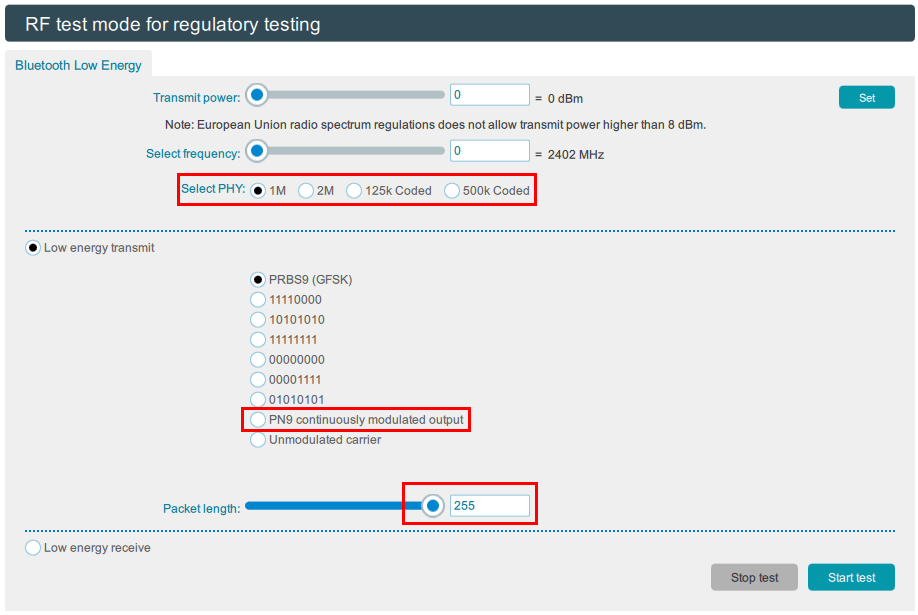 RF test mode for regulatory testing
Bluetooth Low Energy
Transmit power: 0 = 0 dBm Set
Note: European Union radio spectrum regulations does not allow transmit power higher than 8 dBm.
Select frequency: 0 = 2402 MHz
Select PHY: 1M 2M 125k Coded 500k Coded
Low energy transmit
PRBS9 (GFSK)
11110000
10101010
11111111
00000000
00001111
01010101
PN9 continuously modulated output
Unmodulated carrier
Packet length: 255
Low energy receive
Stop test Start test